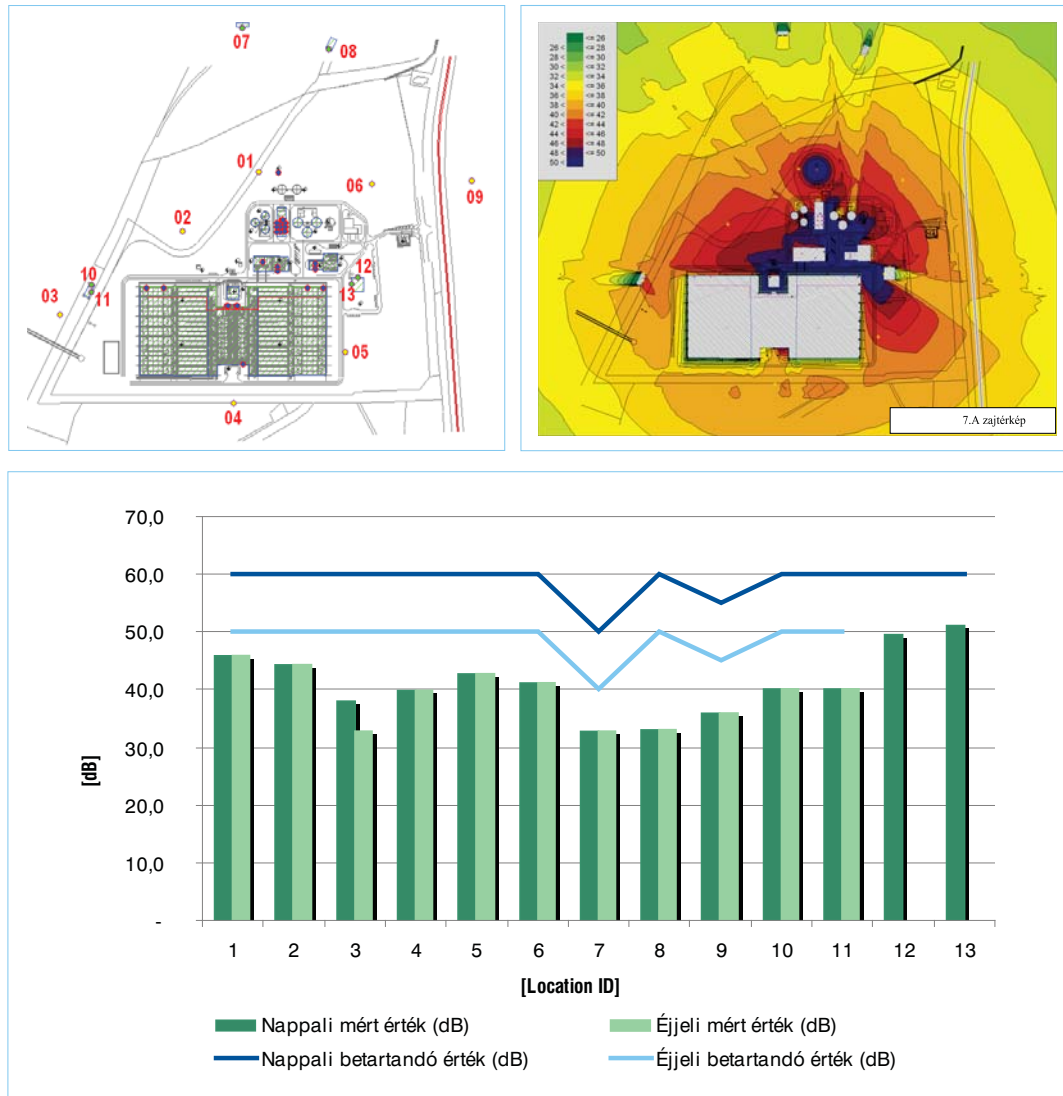 07
08
01
06
09
02
10
12
03
11
13
05
04
<= 26
26 < <= 28
28 < <= 30
30 < <= 32
32 < <= 34
34 < <= 36
36 < <= 38
38 < <= 40
40 < <= 42
42 < <= 44
44 < <= 46
46 < <= 48
48 < <= 50
50 <
7.A zajtérkép
70,0
60,0
50,0
40,0
30,0
20,0
10,0
-
[dB]
1 2 3 4 5 6 7 8 9 10 11 12 13
[Location ID]
Nappali mért érték (dB)
Éjjeli mért érték (dB)
Nappali betartandó érték (dB)
Éjjeli betartandó érték (dB)